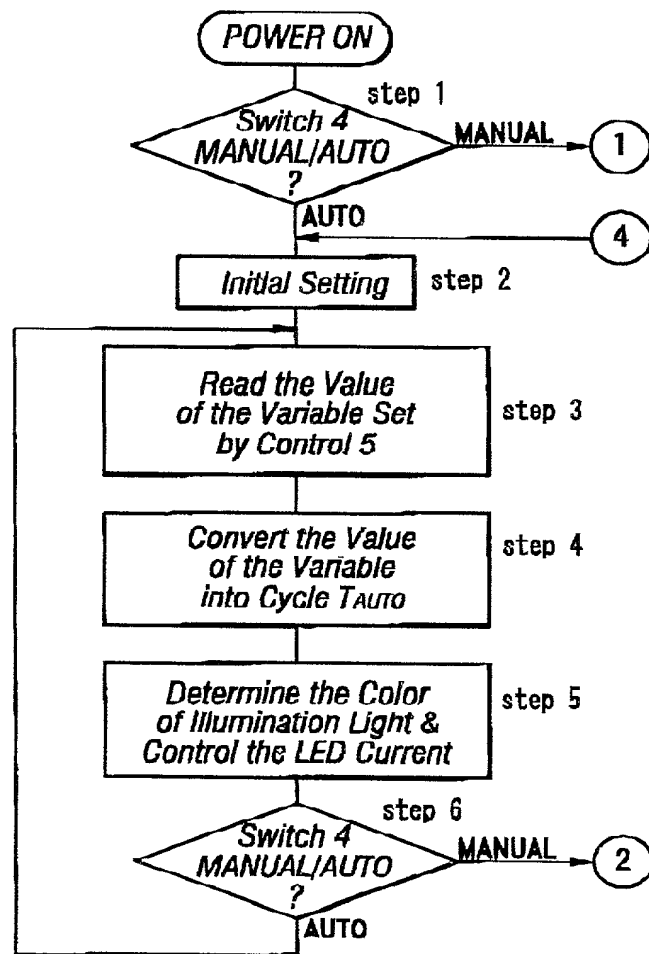 POWER ON
step 1
Switch 4
MANUAL/AUTO
?
MANUAL
1
AUTO
4
Initial Setting
step 2
Read the Value
of the Variable Set
by Control 5
step 3
Convert the Value
of the Variable
into Cycle TAUTO
step 4
Determine the Color
of Illumination Light &
Control the LED Current
step 5
step 6
Switch 4
MANUAL/AUTO
?
MANUAL
2
AUTO